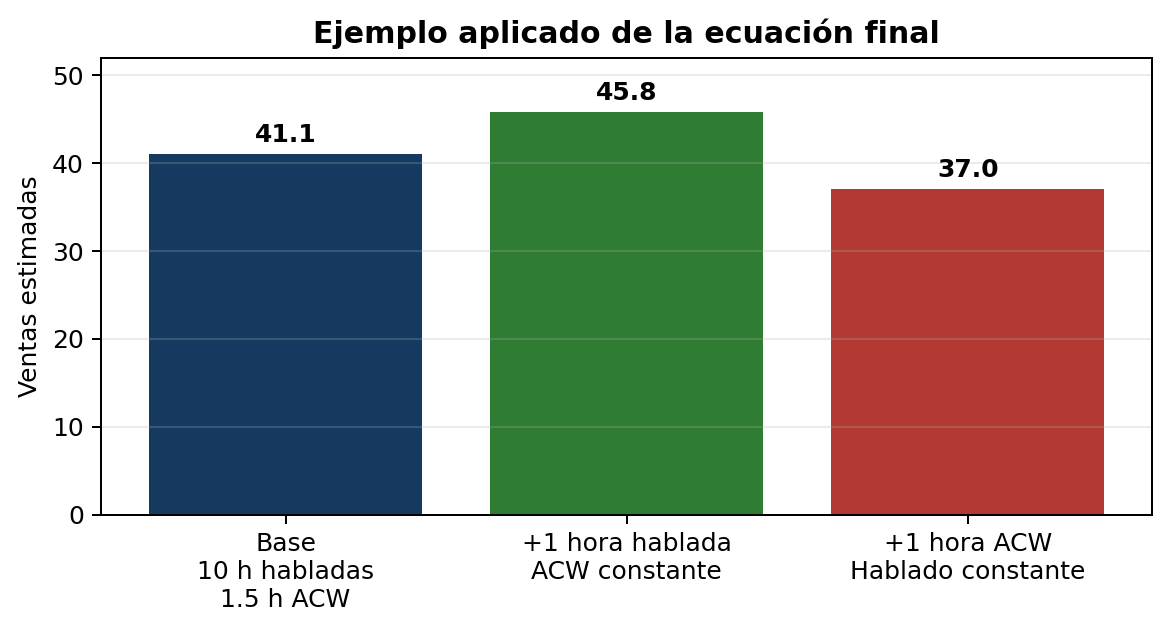 Ejemplo aplicado de la ecuación final
Ventas estimadas
50
40
30
20
10
0
41.1
45.8
37.0
Base
10 h habladas
1.5 h ACW
+1 hora hablada
ACW constante
+1 hora ACW
Hablado constante